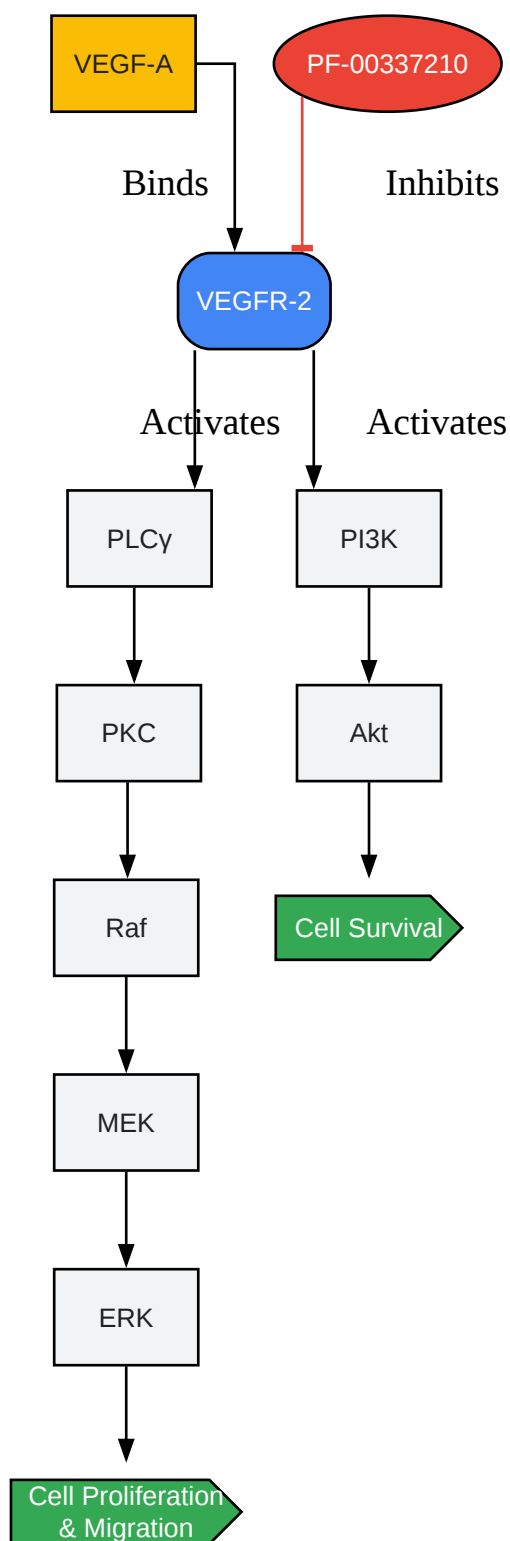 VEGF-A
PF-00337210
Binds
Inhibits
VEGFR-2
Activates
Activates
PLCγ
PI3K
PKC
Akt
Raf
Cell Survival
MEK
ERK
Cell Proliferation
& Migration